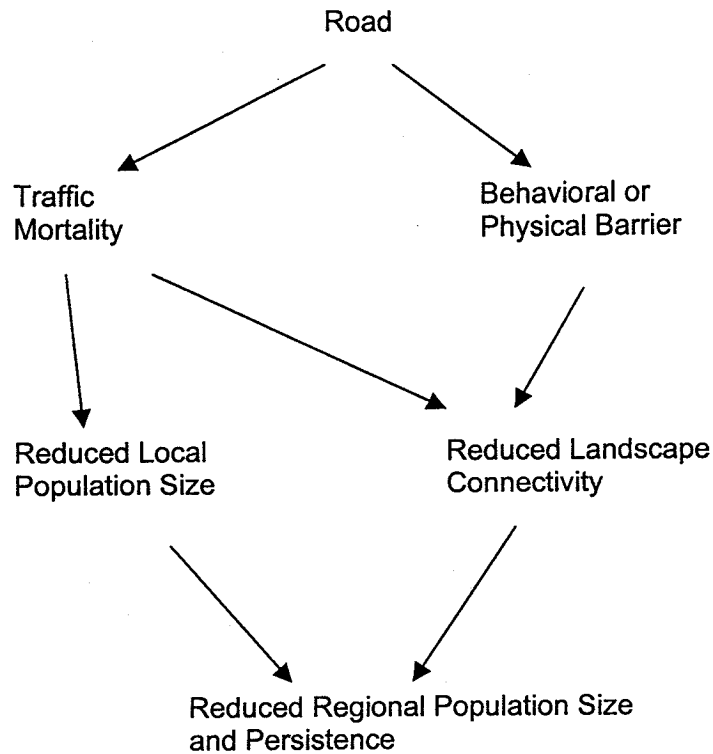 Road
Traffic
Mortality
Behavioral or
Physical Barrier
Reduced Local
Population Size
Reduced Landscape
Connectivity
Reduced Regional Population Size
and Persistence